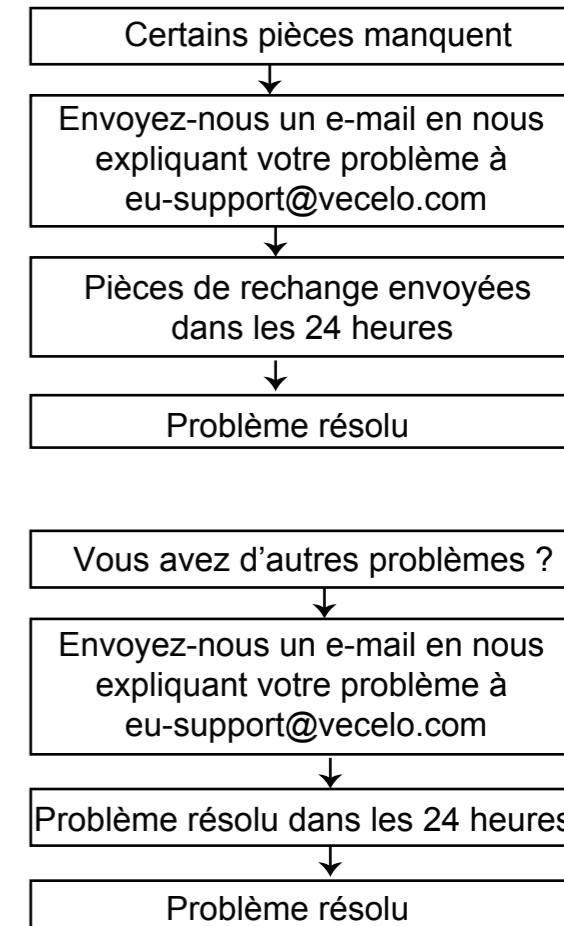 Certains pièces manquent
Envoyez-nous un e-mail en nous
expliquant votre problème à
eu-support@vecelo.com
Pièces de rechange envoyées
dans les 24 heures
Problème résolu
Vous avez d’autres problèmes ?
Envoyez-nous un e-mail en nous
expliquant votre problème à
eu-support@vecelo.com
Problème résolu dans les 24 heures
Problème résolu